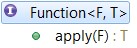 Function<F, T>
apply(F) : T